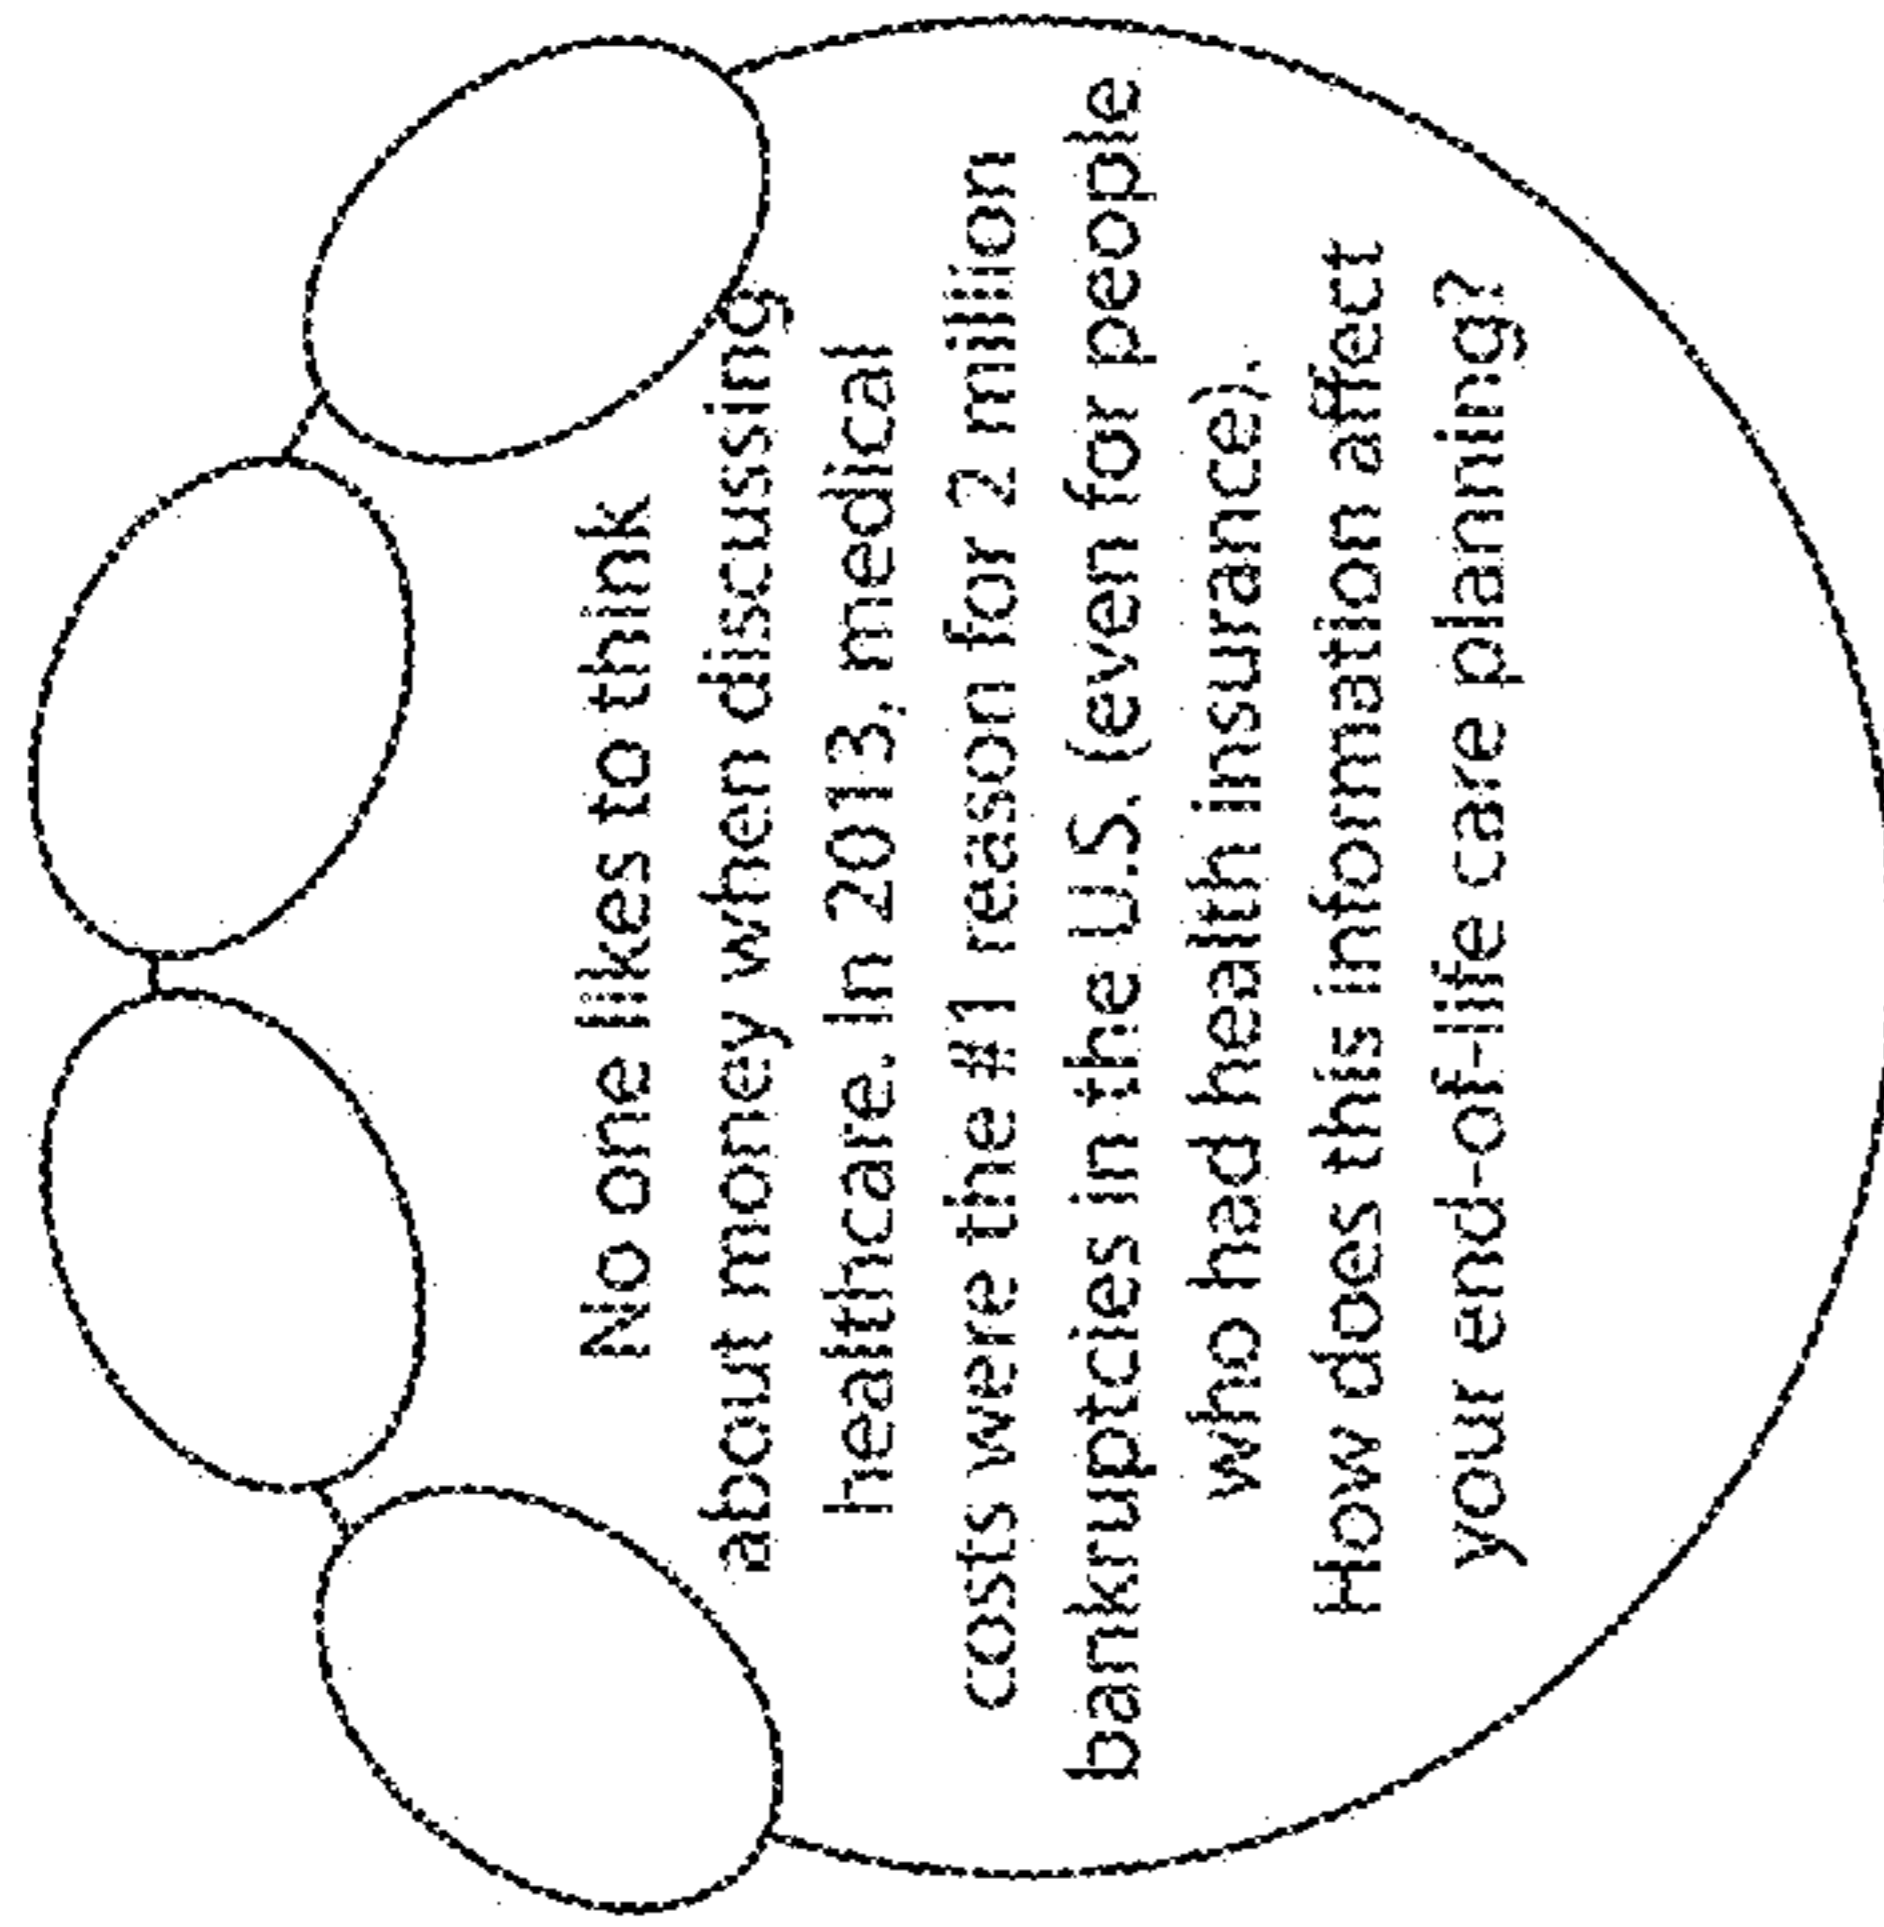 No one likes to think
about money when discussing
healthcare. In 2013, medical
costs were the #1 reason for 2 million
bankruptcies in the U.S. (even for people
who had health insurance).
How does this information affect
your end-of-life care planning?